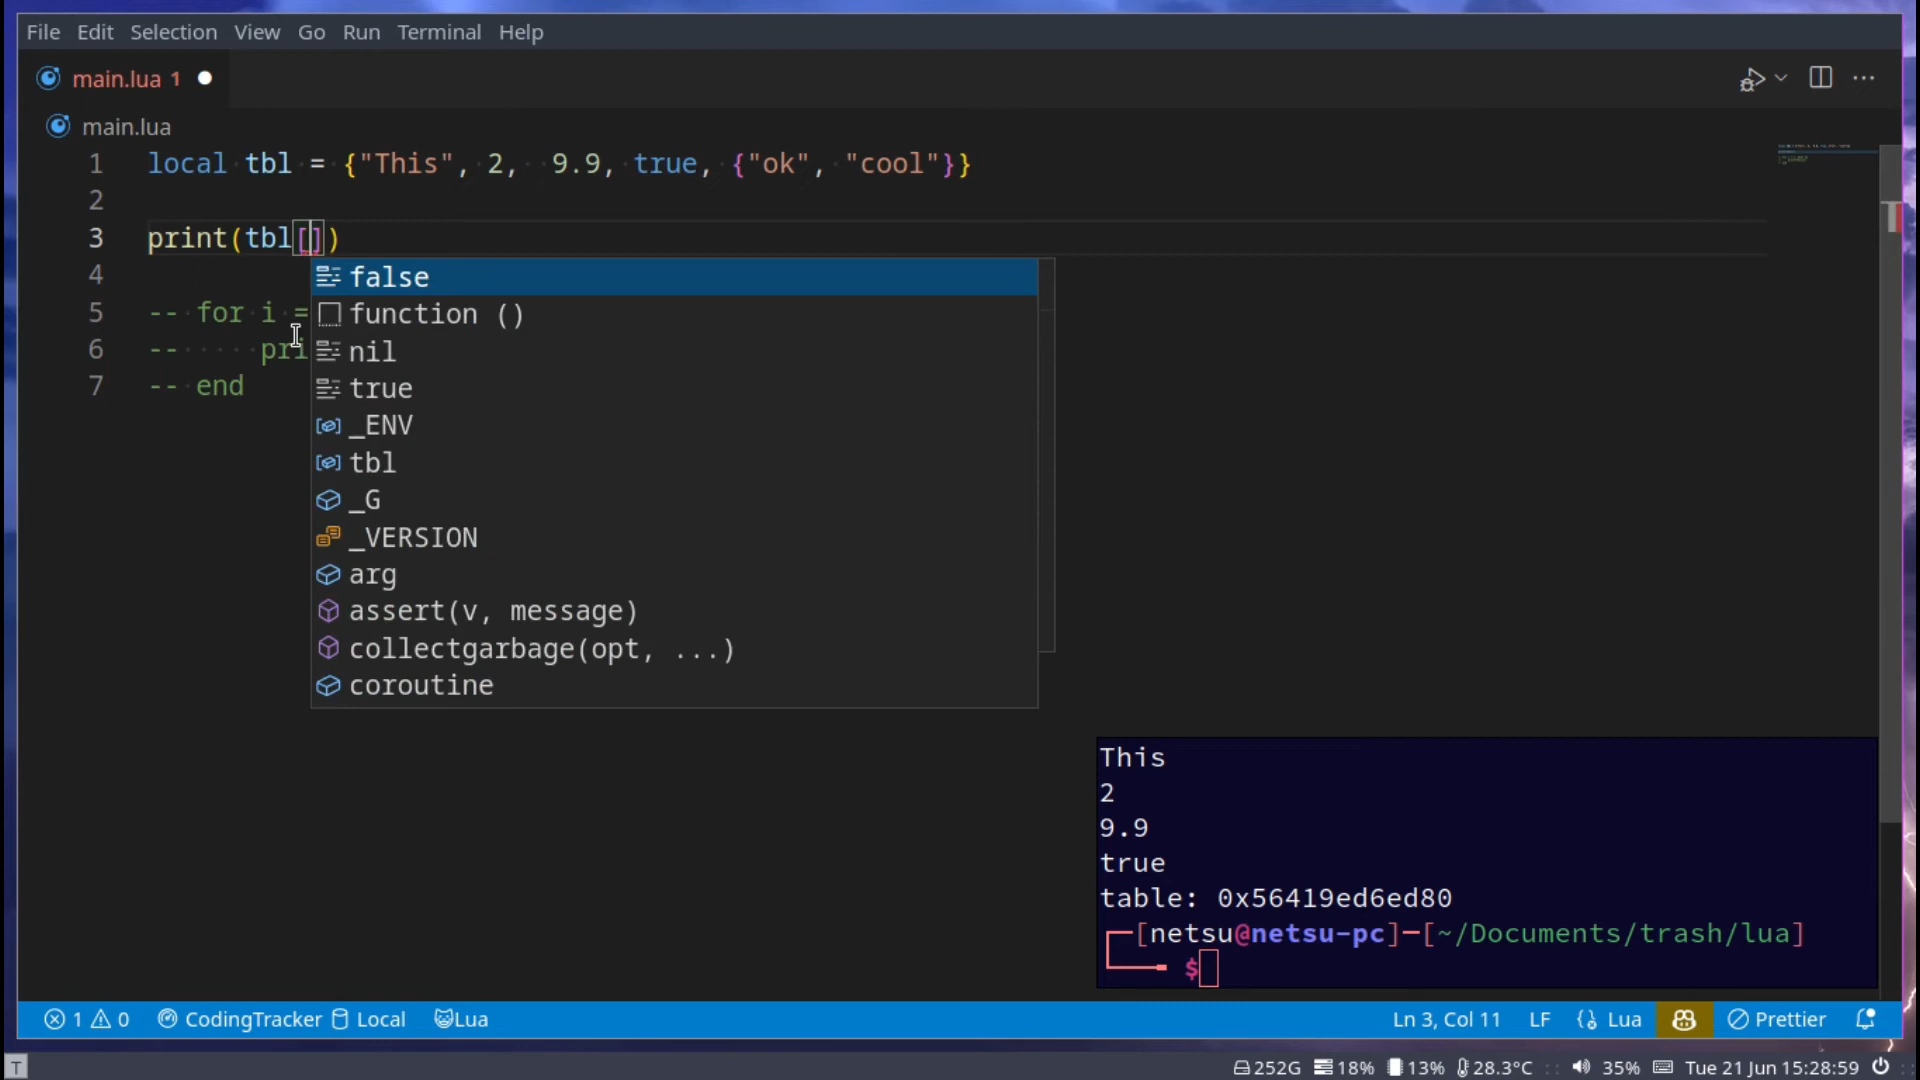 File Edit Selection View Go Run Terminal Help
main.lua 1
main.lua
1 local tbl = {"This", 2,  9.9, true, {"ok", "cool"}}
2
3 print(tbl[])
4
5 -- for i =
6 --     pri
7 -- end
false
function ()
nil
true
_ENV
tbl
_G
_VERSION
arg
assert(v, message)
collectgarbage(opt, ...)
coroutine
This
2
9.9
true
table: 0x56419ed6ed80
[netsu@netsu-pc]-[~/Documents/trash/lua]
$
1 0 CodingTracker Local Lua Ln 3, Col 11 LF Lua Prettier
T 252G 18% 13% 28.3°C :: 35% Tue 21 Jun 15:28:59